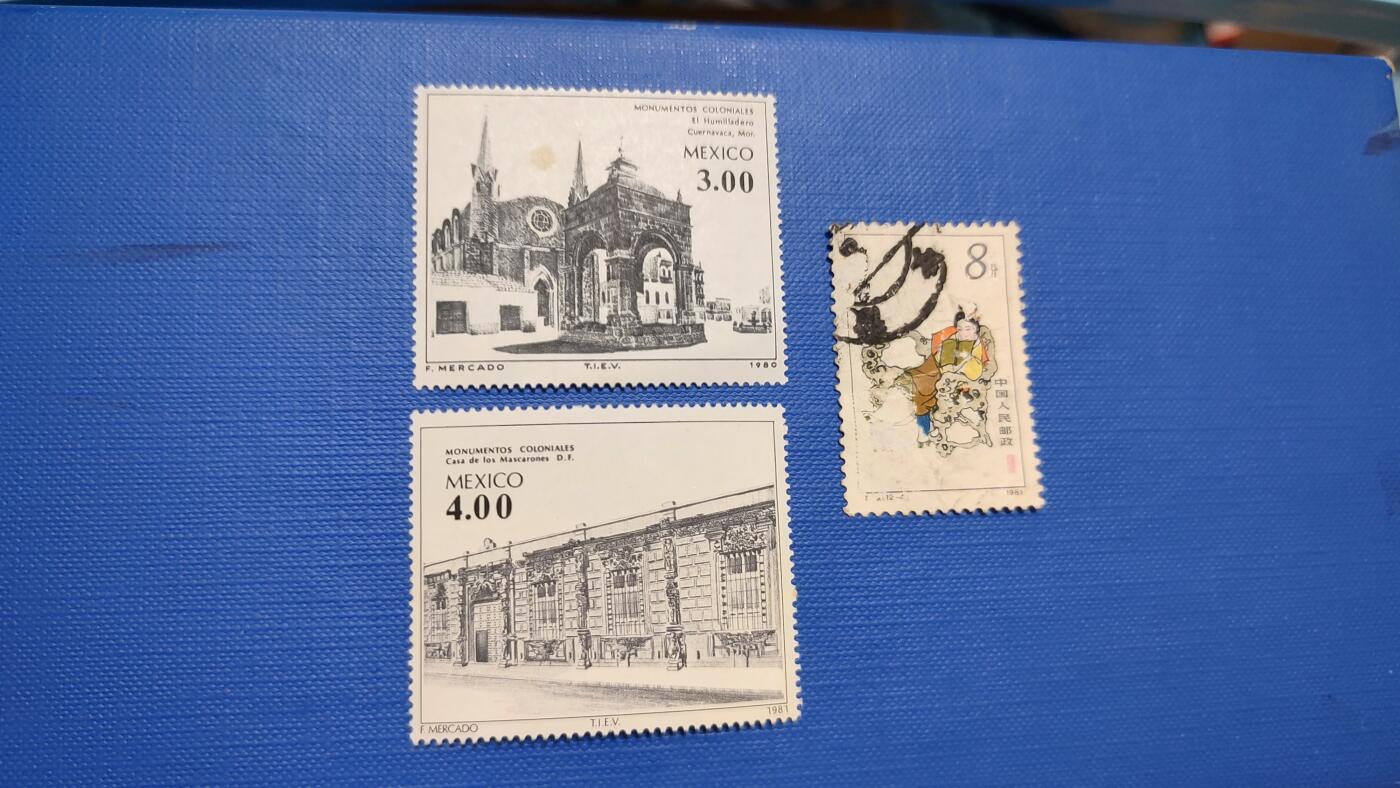 MONUMENTOS COLONIALES
El Humilladero
Cuernavaca, Mor.
MEXICO
3.00
F. MERCADO T.I.E.V. 1980
MONUMENTOS COLONIALES
Casa de los Mascarones D.F.
MEXICO
4.00
F. MERCADO T.I.E.V. 1981
8分
中国人民邮政
1981